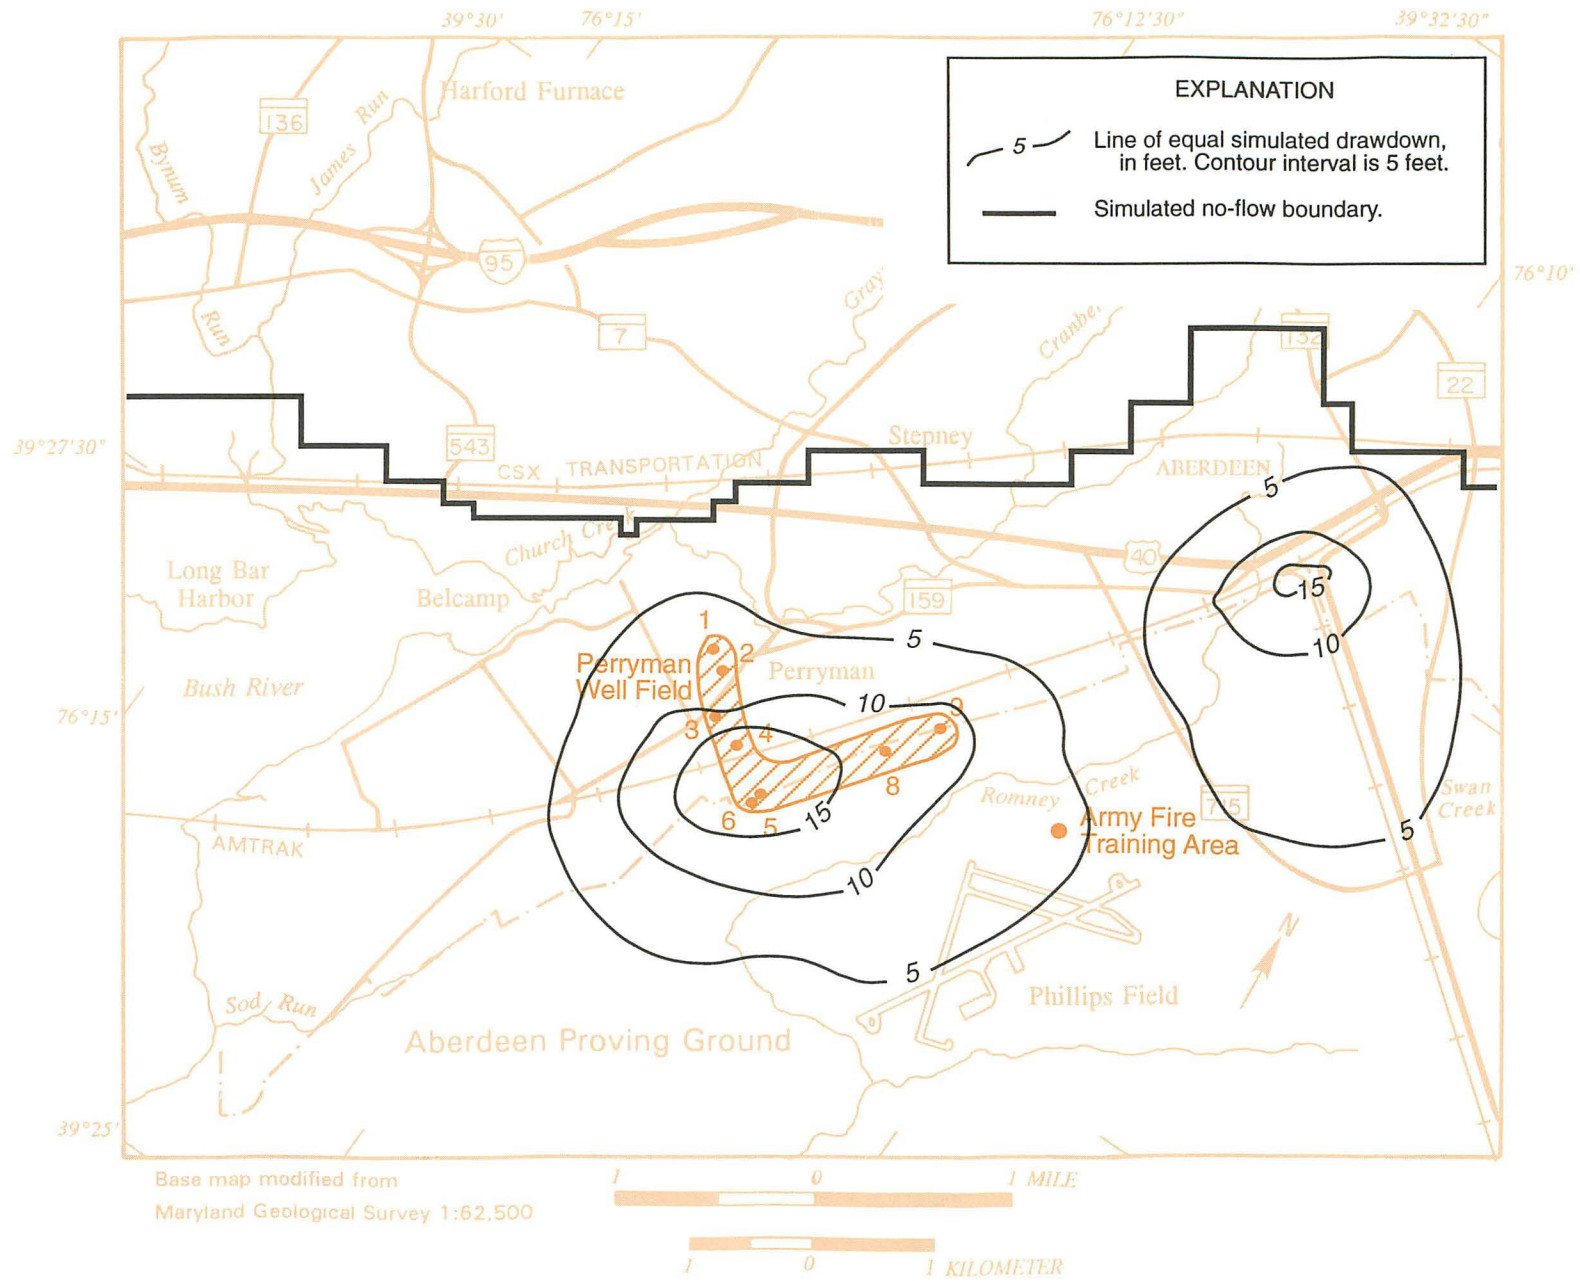 39°30'
76°15'
76°12'30"
39°32'30"
Harford Furnace
EXPLANATION
5
Line of equal simulated drawdown,
in feet. Contour interval is 5 feet.
Simulated no-flow boundary.
136
James Run
Bynum
Run
95
7
Gray
Cranbe
76°10'
132
22
39°27'30"
543
Stepney
CSX TRANSPORTATION
ABERDEEN
5
Church Creek
40
Long Bar
Harbor
Belcamp
159
15
10
1
2
5
Perryman
Well Field
Perryman
Bush River
76°15'
3
4
10
9
8
6
5
15
Romney Creek
Army Fire
Training Area
715
Swan
Creek
5
AMTRAK
10
5
N
Sod Run
Phillips Field
Aberdeen Proving Ground
39°25'
Base map modified from
Maryland Geological Survey 1:62,500
1 0 1 MILE
1 0 1 KILOMETER